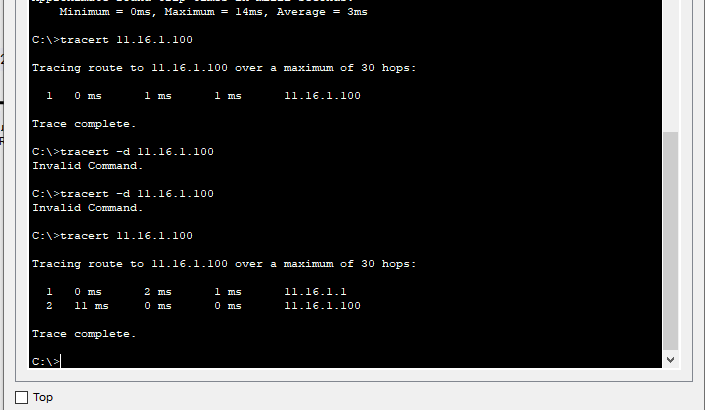 Minimum = 0ms, Maximum = 14ms, Average = 3ms
C:\>tracert 11.16.1.100
Tracing route to 11.16.1.100 over a maximum of 30 hops:
1 0 ms 1 ms 1 ms 11.16.1.100
Trace complete.
C:\>tracert -d 11.16.1.100
Invalid Command.
C:\>tracert -d 11.16.1.100
Invalid Command.
C:\>tracert 11.16.1.100
Tracing route to 11.16.1.100 over a maximum of 30 hops:
1 0 ms 2 ms 1 ms 11.16.1.1
2 11 ms 0 ms 0 ms 11.16.1.100
Trace complete.
C:\>
Top